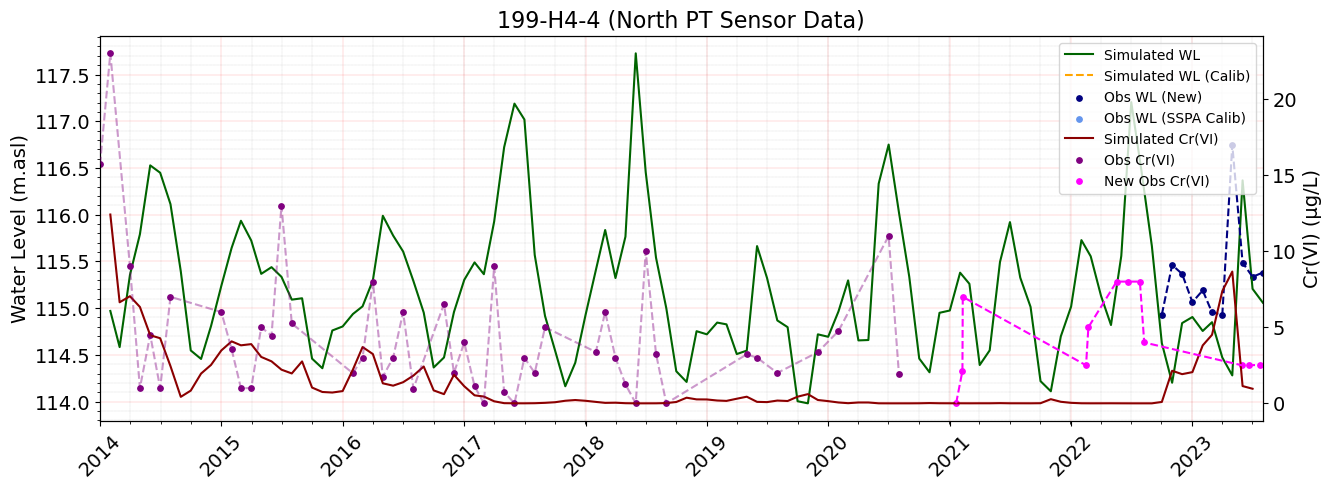 199-H4-4 (North PT Sensor Data)
Water Level (m.asl)
117.5
117.0
116.5
116.0
115.5
115.0
114.5
114.0
Simulated WL
Simulated WL (Calib)
Obs WL (New)
Obs WL (SSPA Calib)
Simulated Cr(VI)
Obs Cr(VI)
New Obs Cr(VI)
20
15
10
5
0
Cr(VI) (µg/L)
2014
2015
2016
2017
2018
2019
2020
2021
2022
2023